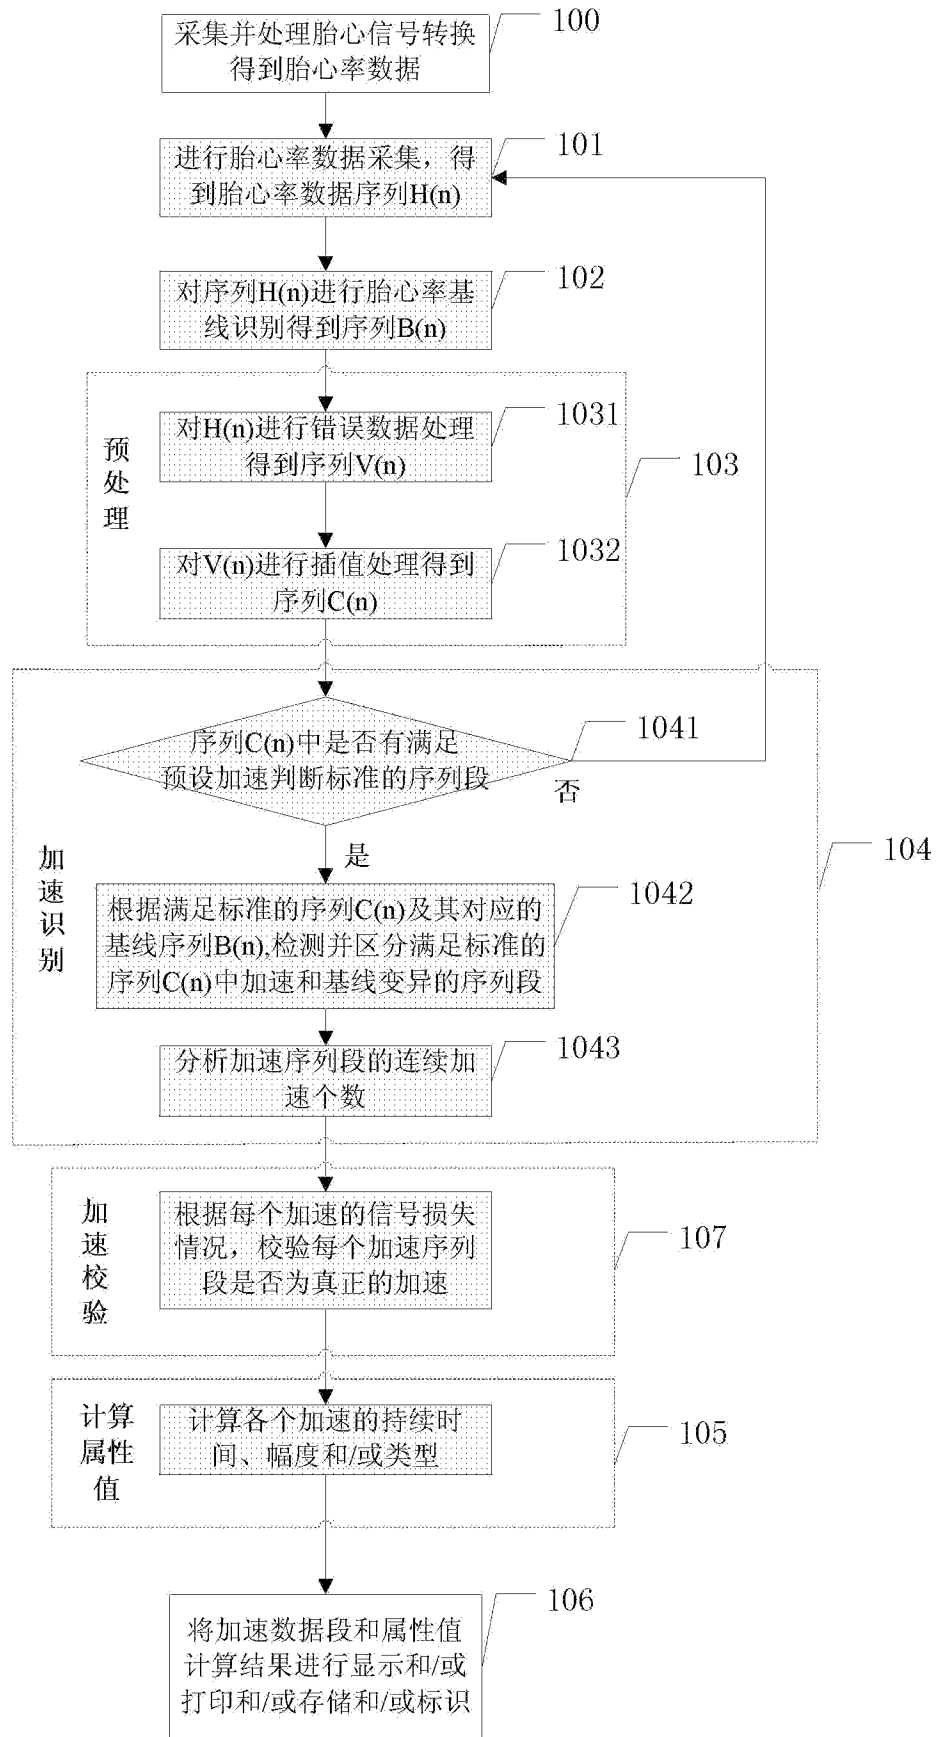 采集并处理胎心信号转换
得到胎心率数据
100
进行胎心率数据采集，得
到胎心率数据序列H(n)
101
对序列H(n)进行胎心率基
线识别得到序列B(n)
102
预
处
理
对H(n)进行错误数据处理
得到序列V(n)
1031
103
对V(n)进行插值处理得到
序列C(n)
1032
序列C(n)中是否有满足
预设加速判断标准的序列段
1041
否
是
加
速
识
别
104
根据满足标准的序列C(n)及其对应的
基线序列B(n),检测并区分满足标准的
序列C(n)中加速和基线变异的序列段
1042
分析加速序列段的连续加
速个数
1043
加
速
校
验
根据每个加速的信号损失
情况，校验每个加速序列
段是否为真正的加速
107
计算
属性
值
计算各个加速的持续时
间、幅度和/或类型
105
将加速数据段和属性值
计算结果进行显示和/或
打印和/或存储和/或标识
106